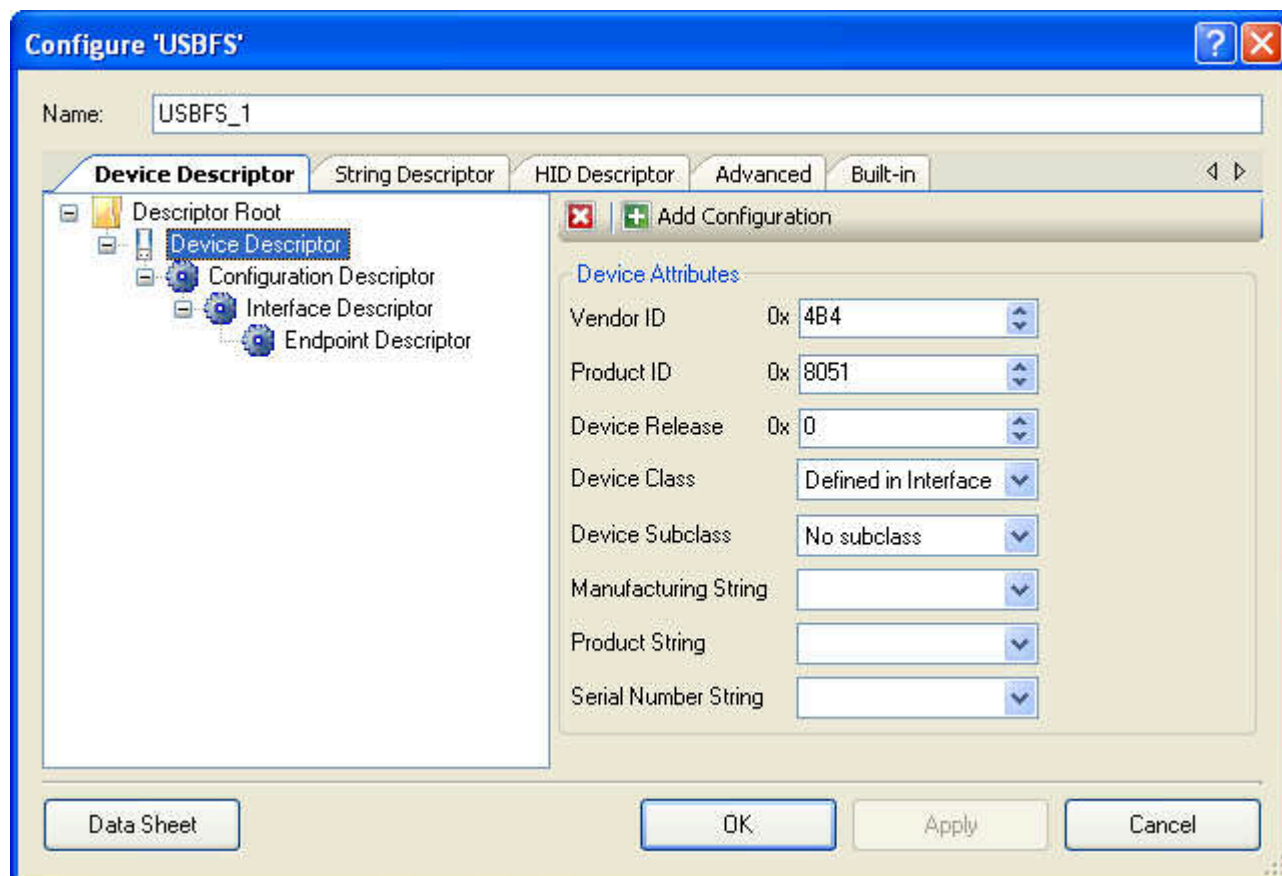 Configure 'USBFS'
Name: USBFS_1
Device Descriptor String Descriptor HID Descriptor Advanced Built-in
Descriptor Root
Device Descriptor
Configuration Descriptor
Interface Descriptor
Endpoint Descriptor
Add Configuration
Device Attributes
Vendor ID 0x 4B4
Product ID 0x 8051
Device Release 0x 0
Device Class Defined in Interface
Device Subclass No subclass
Manufacturing String
Product String
Serial Number String
Data Sheet OK Apply Cancel